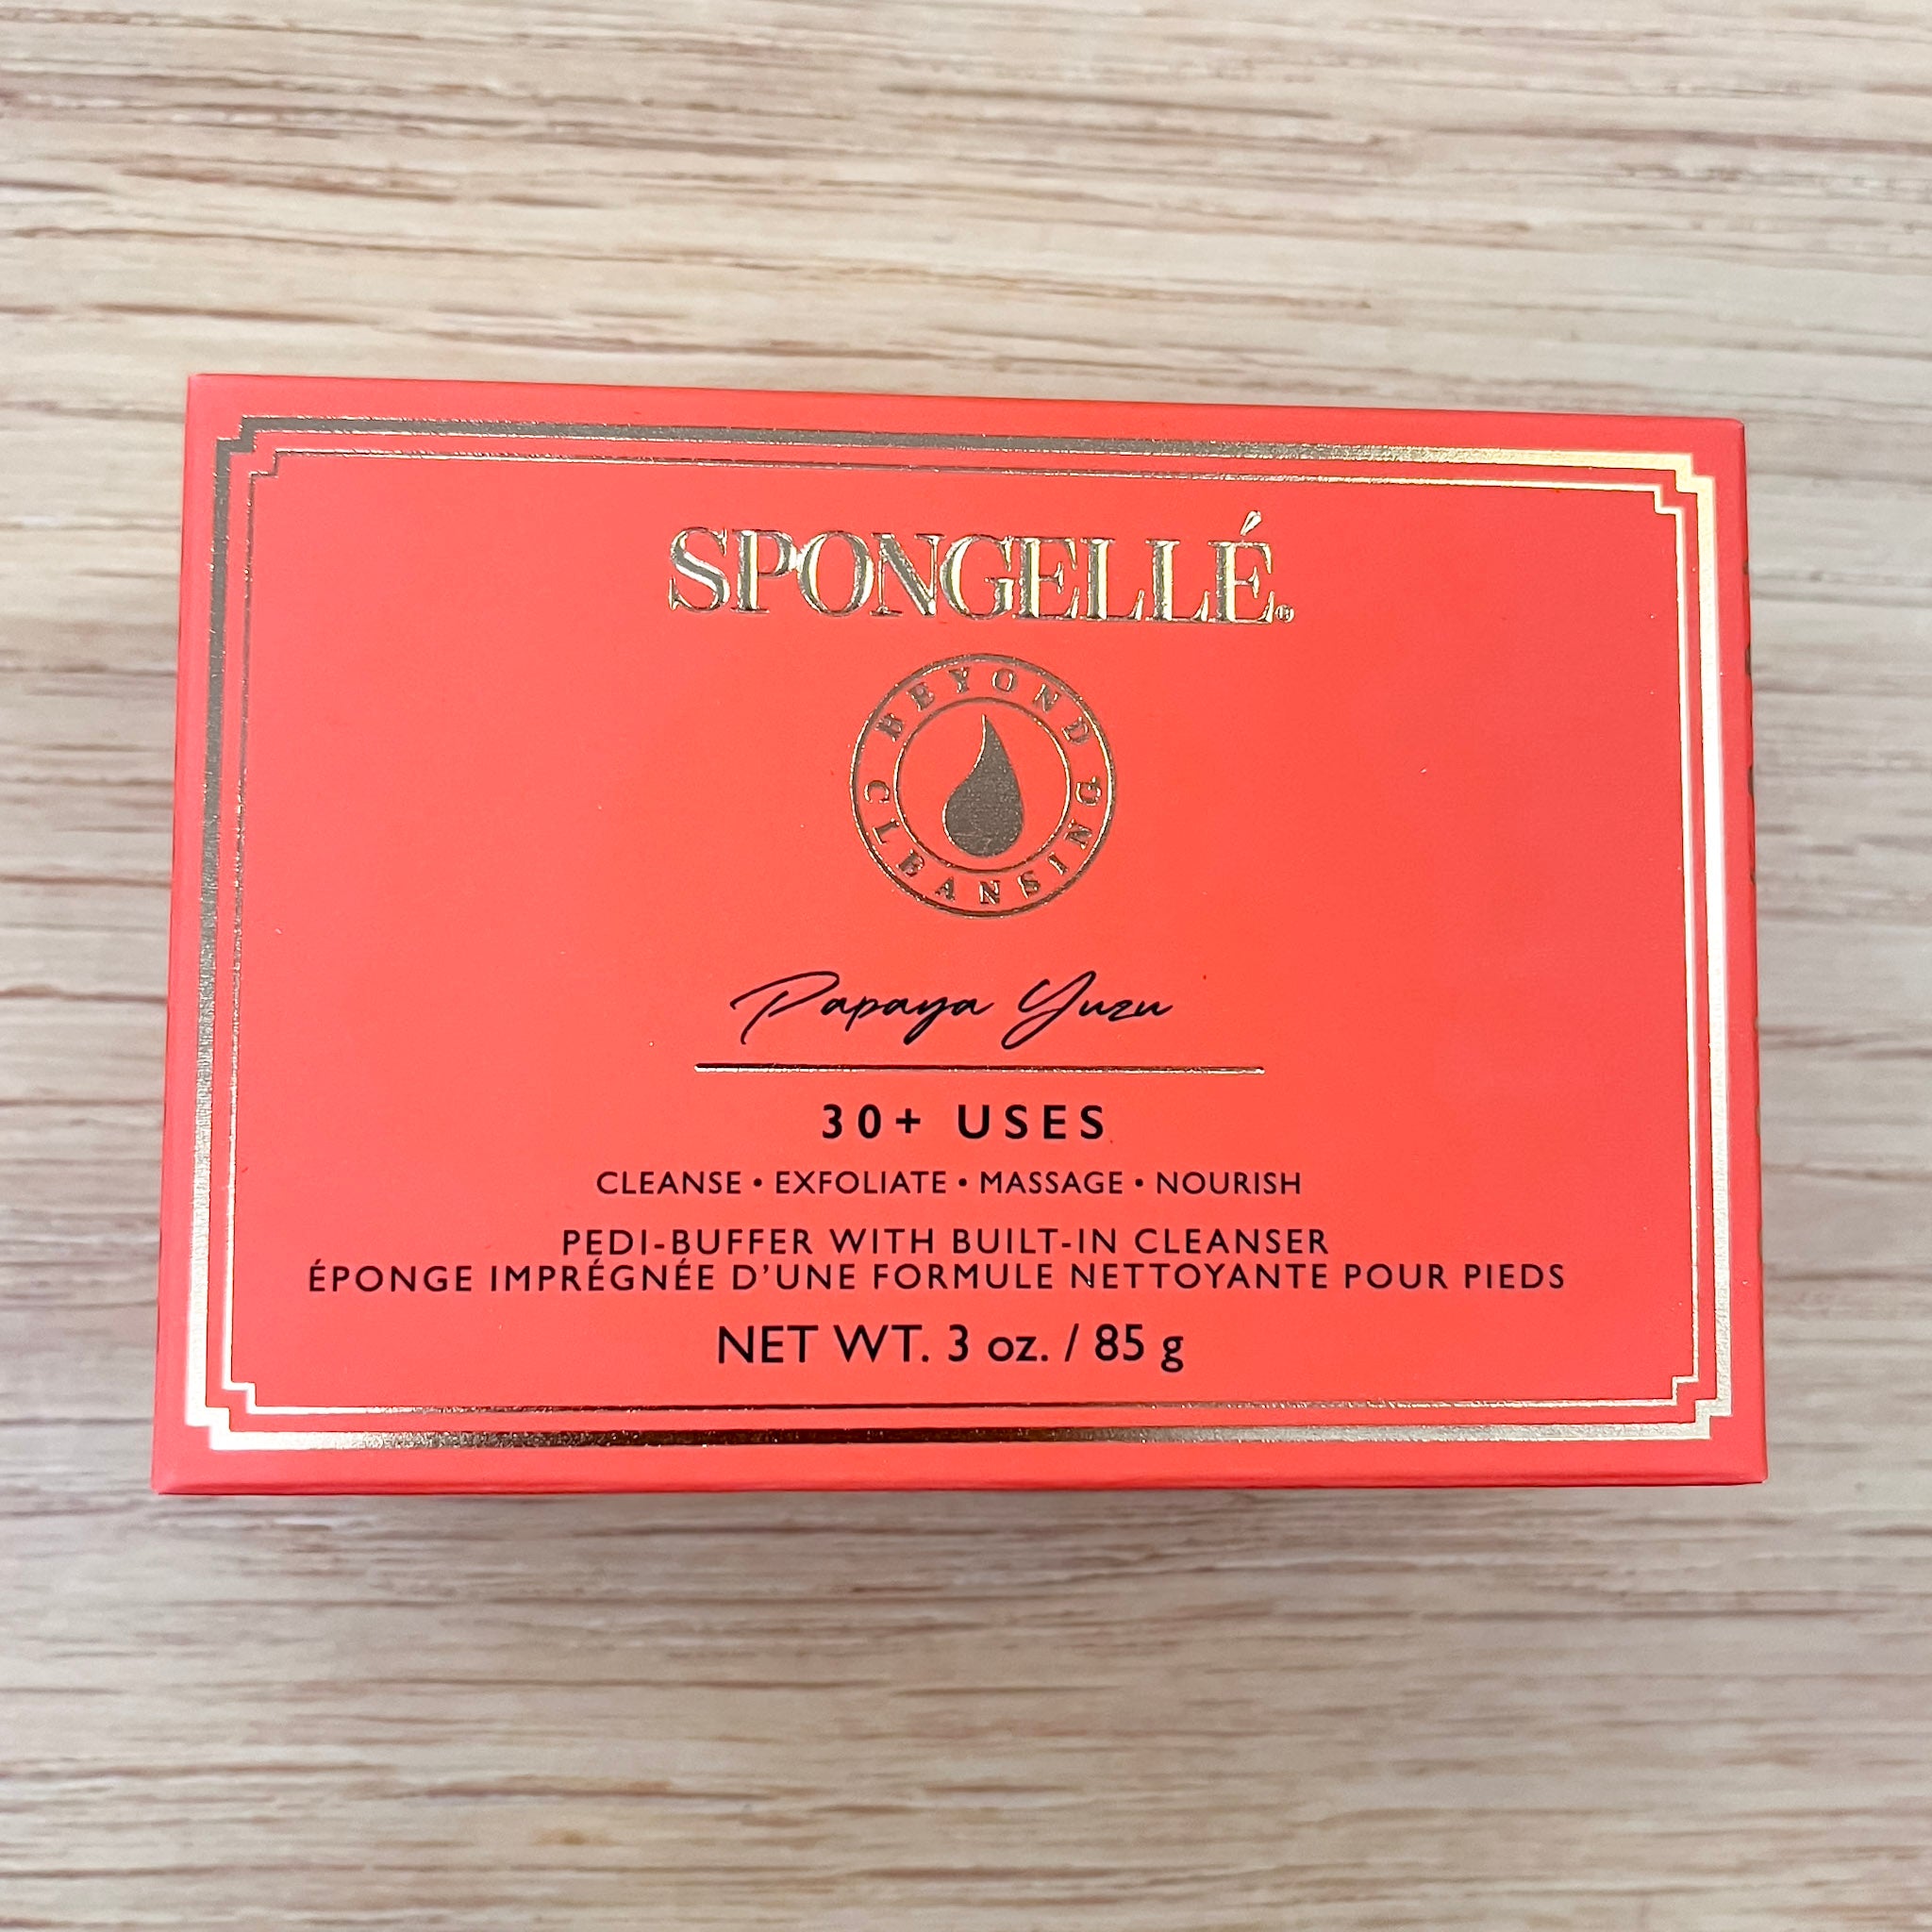 SPONGELLÉ®
BEYOND
CLEANSING
Papaya Yuzu
30+ USES
CLEANSE • EXFOLIATE • MASSAGE • NOURISH
PEDI-BUFFER WITH BUILT-IN CLEANSER
ÉPONGE IMPRÉGNÉE D’UNE FORMULE NETTOYANTE POUR PIEDS
NET WT. 3 oz. / 85 g